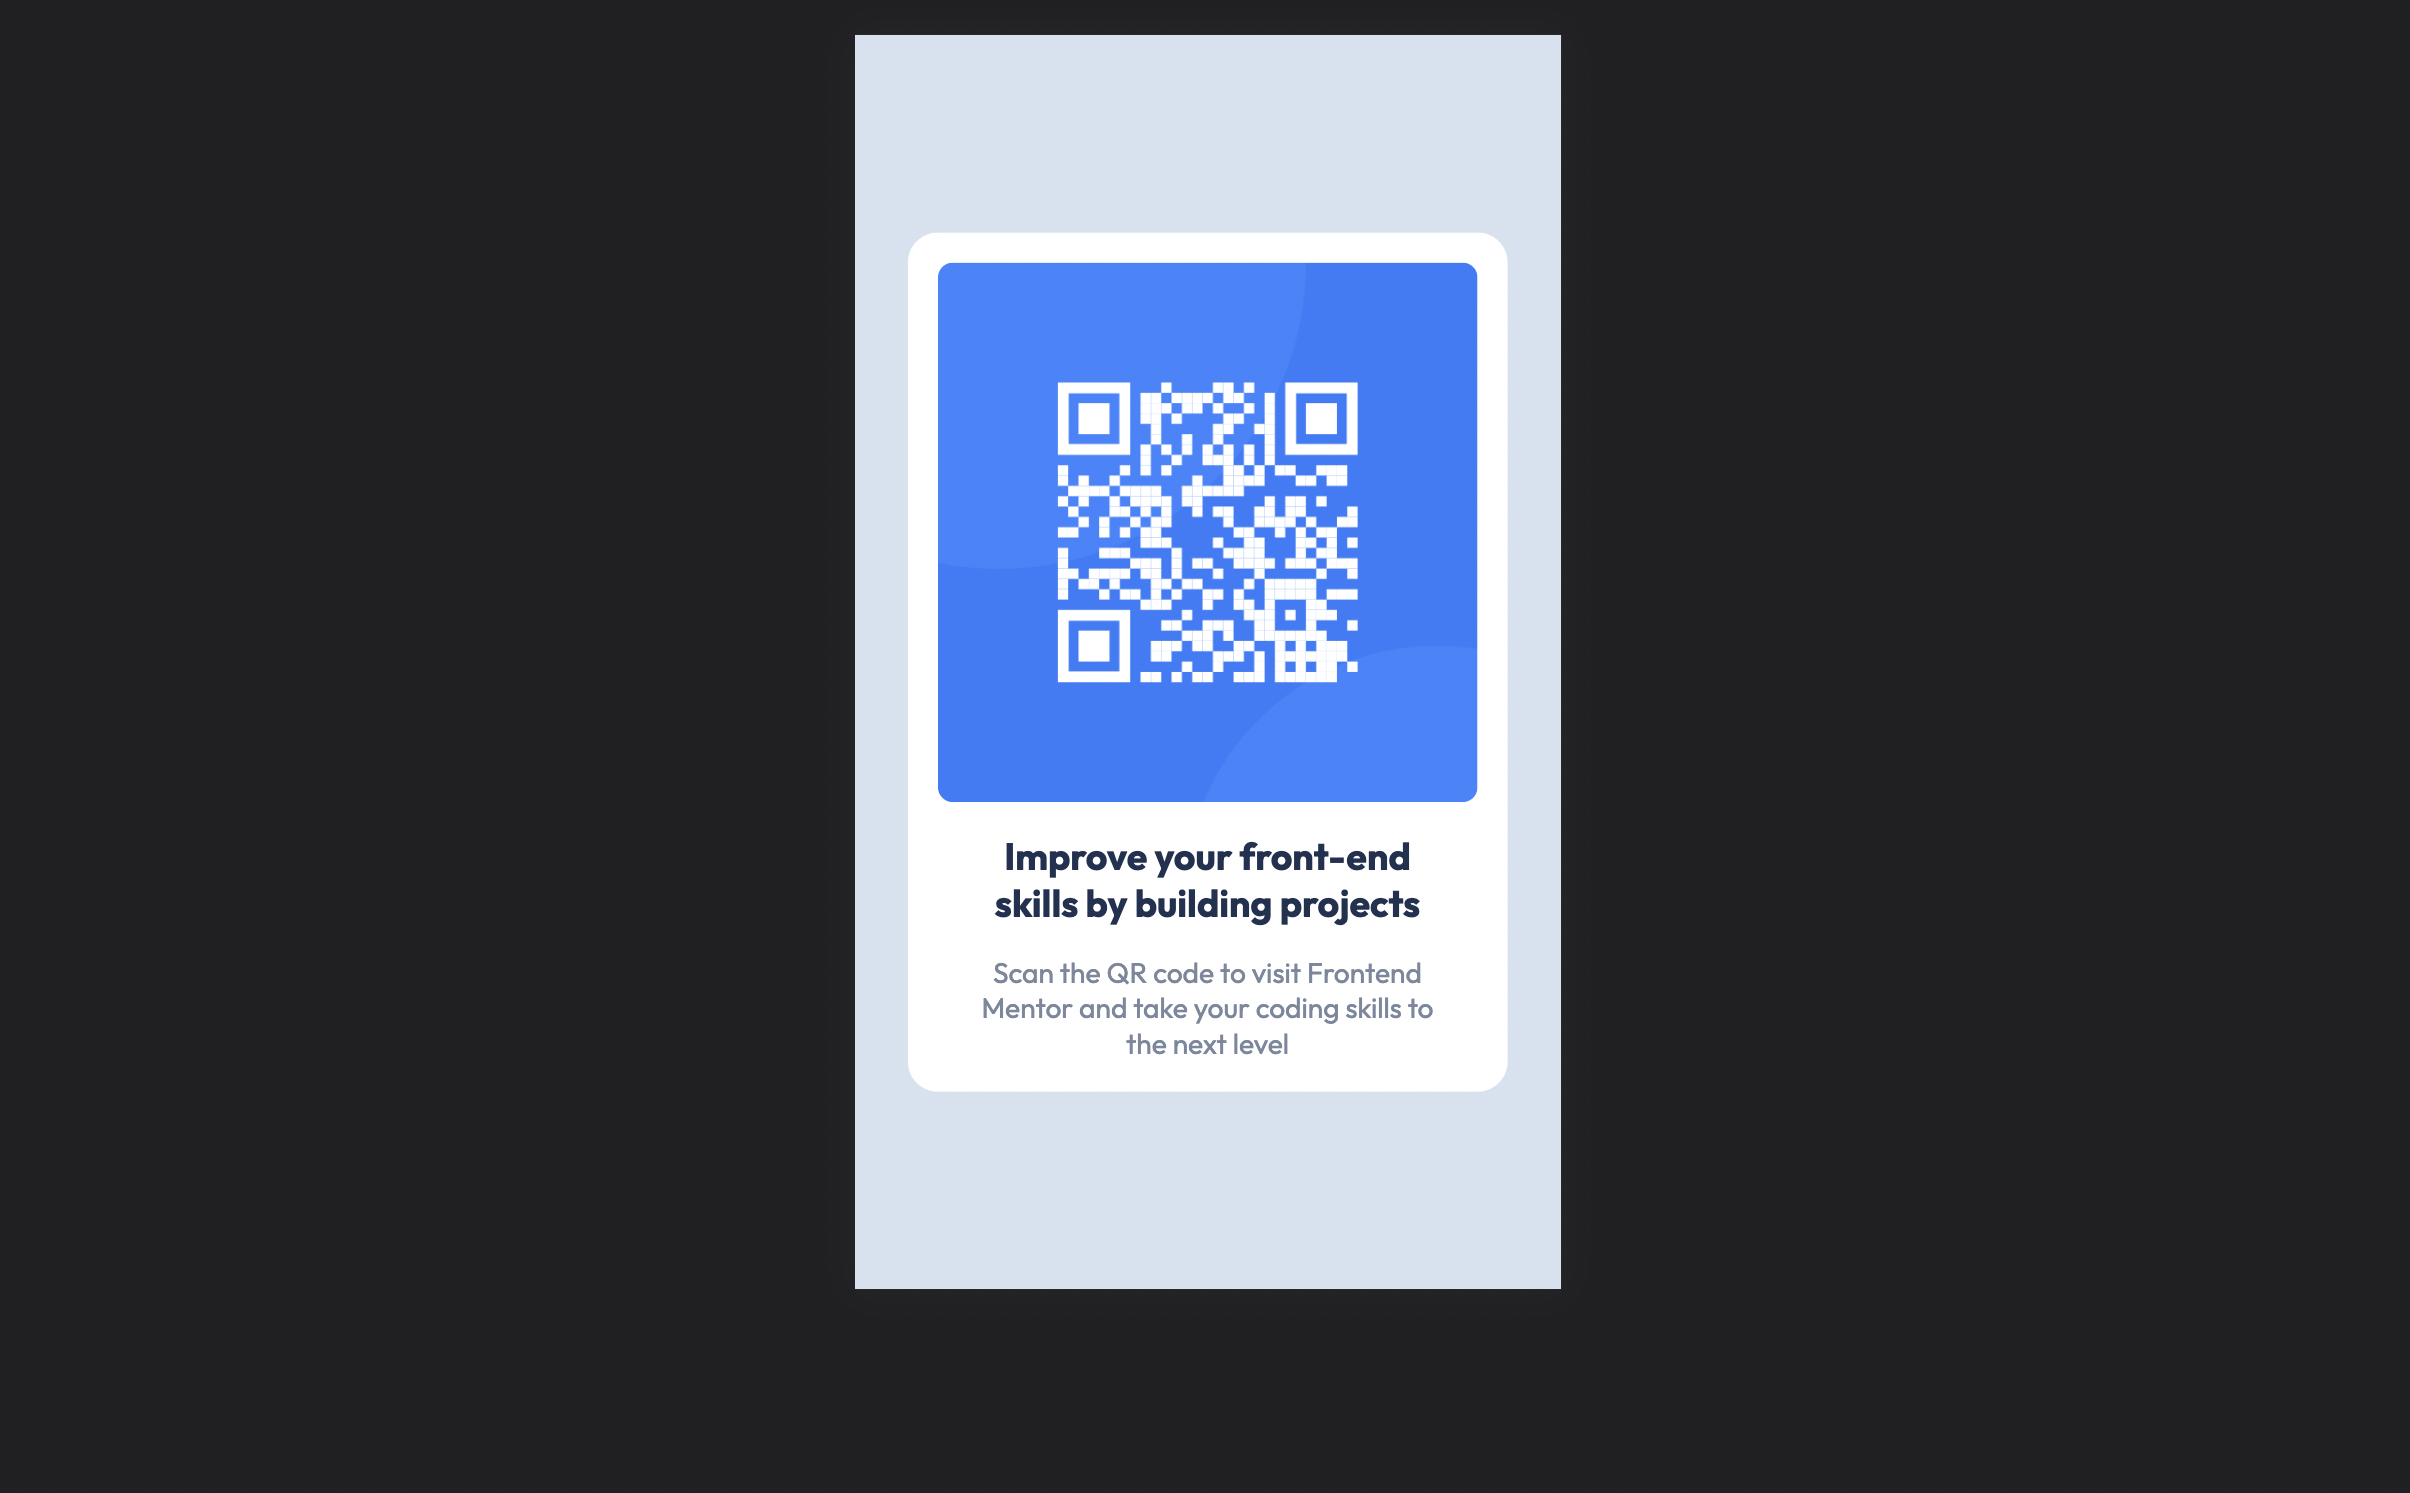 Improve your front-end
skills by building projects
Scan the QR code to visit Frontend
Mentor and take your coding skills to
the next level